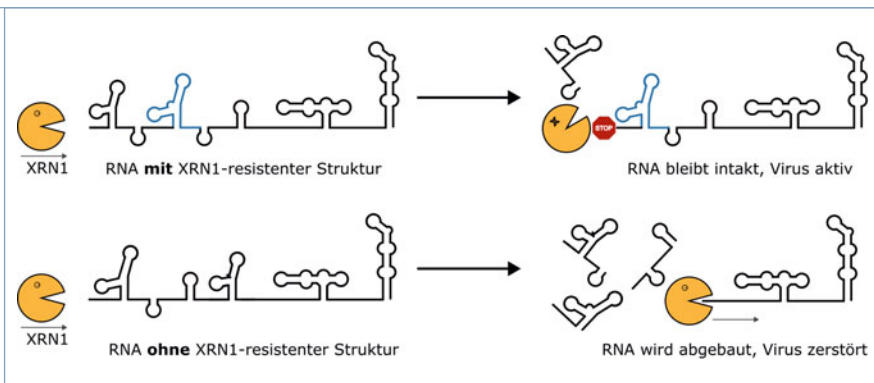 STOP
XRN1
RNA mit XRN1-resistenter Struktur
RNA bleibt intakt, Virus aktiv
XRN1
RNA ohne XRN1-resistenter Struktur
RNA wird abgebaut, Virus zerstört